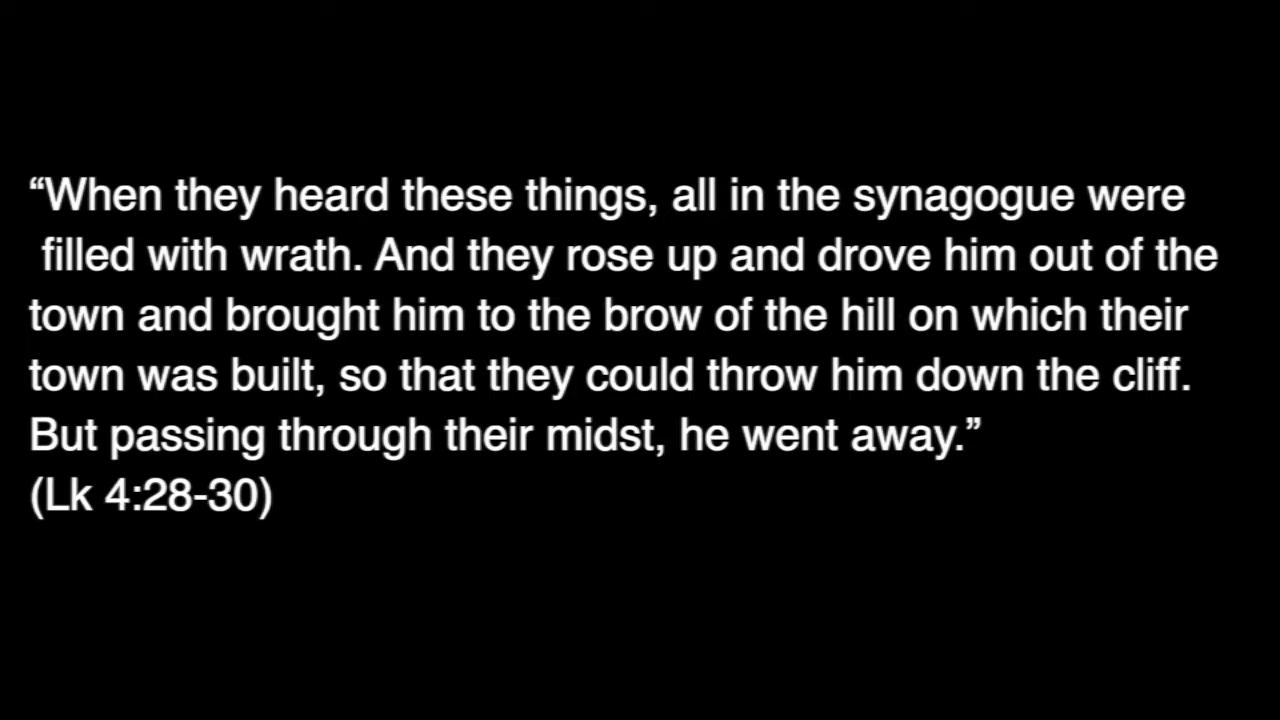 “When they heard these things, all in the synagogue were
filled with wrath. And they rose up and drove him out of the
town and brought him to the brow of the hill on which their
town was built, so that they could throw him down the cliff.
But passing through their midst, he went away.”
(Lk 4:28-30)